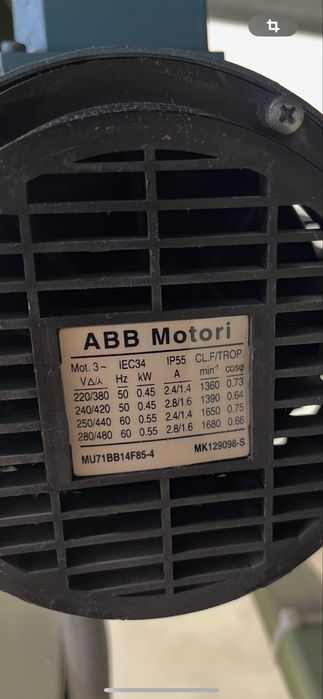 ABB Motori
Mot. 3~ IEC34 IP55 CL.F/TROP.
V△/⅄ Hz kW A min⁻¹ cosφ
220/380 50 0.45 2.4/1.4 1360 0.73
240/420 50 0.45 2.8/1.6 1390 0.64
250/440 60 0.55 2.4/1.4 1650 0.75
280/480 60 0.55 2.8/1.6 1680 0.66
MU71BB14F85-4 MK129098-S